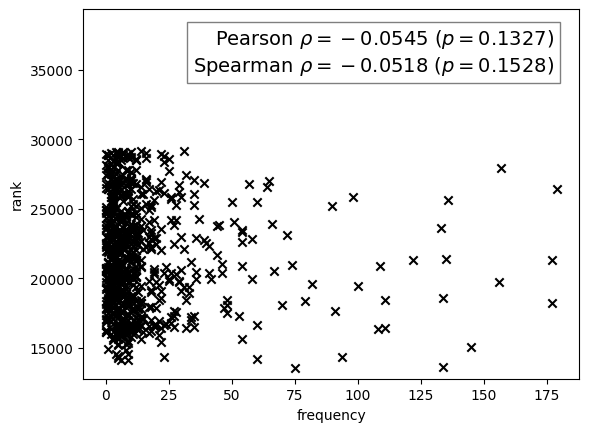 Pearson ρ = −0.0545 (p = 0.1327)
Spearman ρ = −0.0518 (p = 0.1528)
35000
30000
25000
20000
15000
rank
0 25 50 75 100 125 150 175
frequency